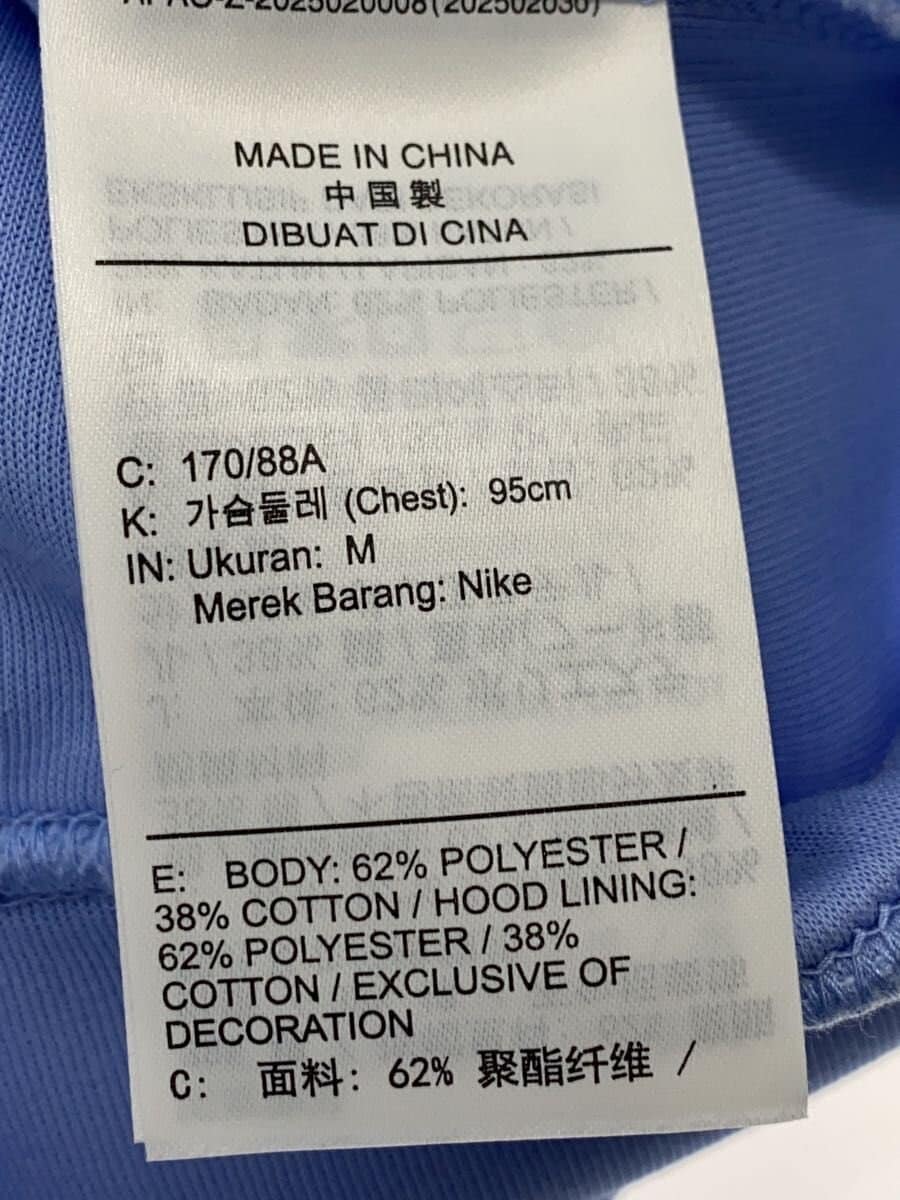 MADE IN CHINA
中国製
DIBUAT DI CINA
C: 170/88A
K: 가슴둘레 (Chest): 95cm
IN: Ukuran: M
Merek Barang: Nike
E: BODY: 62% POLYESTER /
38% COTTON / HOOD LINING:
62% POLYESTER / 38%
COTTON / EXCLUSIVE OF
DECORATION
C: 面料: 62% 聚酯纤维 /